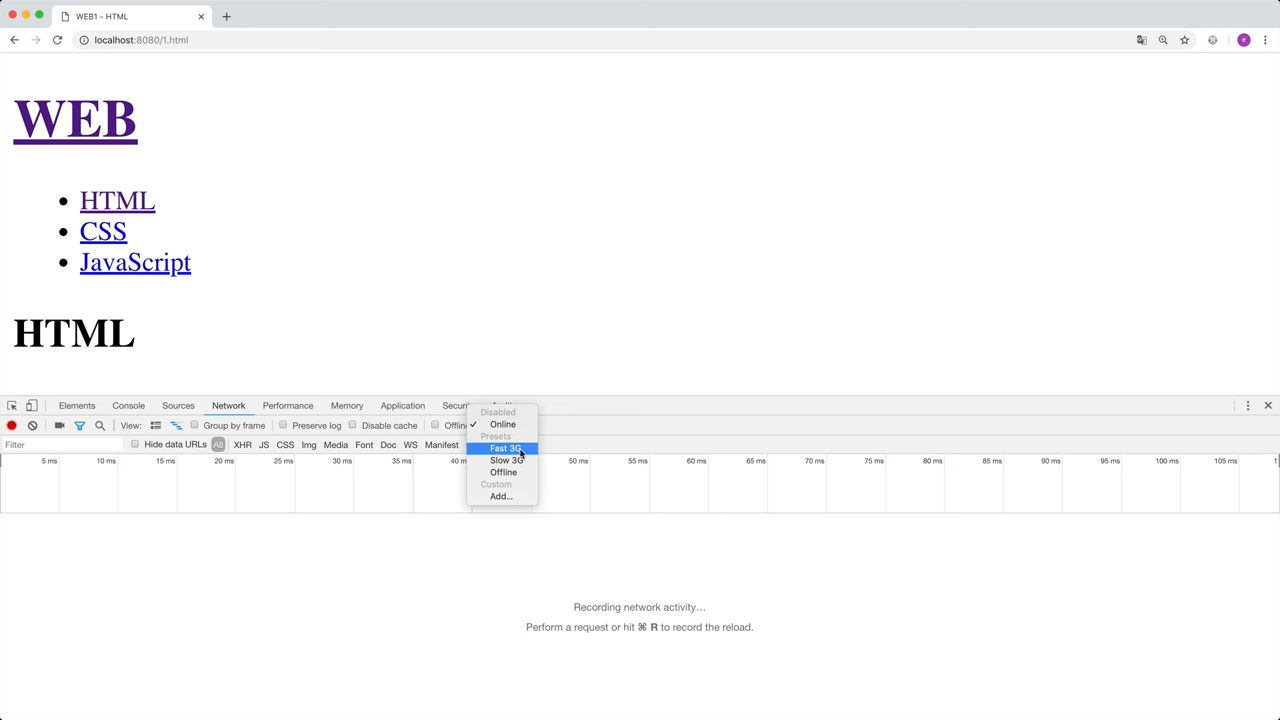 WEB1 - HTML
localhost:8080/1.html
WEB
HTML
CSS
JavaScript
HTML
Elements Console Sources Network Performance Memory Application
View: Group by frame Preserve log Disable cache
Filter Hide data URLs All XHR JS CSS Img Media Font Doc WS Manifest
Disabled
✓ Online
Presets
Fast 3G
Slow 3G
Offline
Custom
Add...
5 ms 10 ms 15 ms 20 ms 25 ms 30 ms 35 ms 50 ms 55 ms 60 ms 65 ms 70 ms 75 ms 80 ms 85 ms 90 ms 95 ms 100 ms 105 ms
Recording network activity…
Perform a request or hit ⌘ R to record the reload.